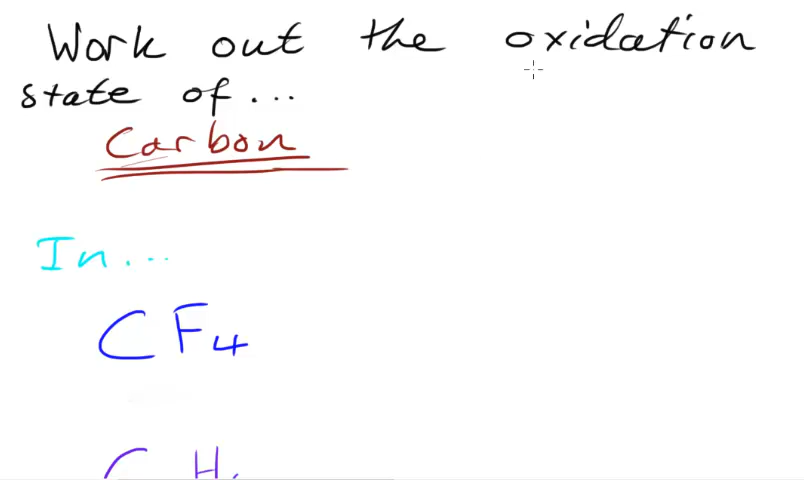 Work out the oxidation
state of...
Carbon
In...
CF4
C H